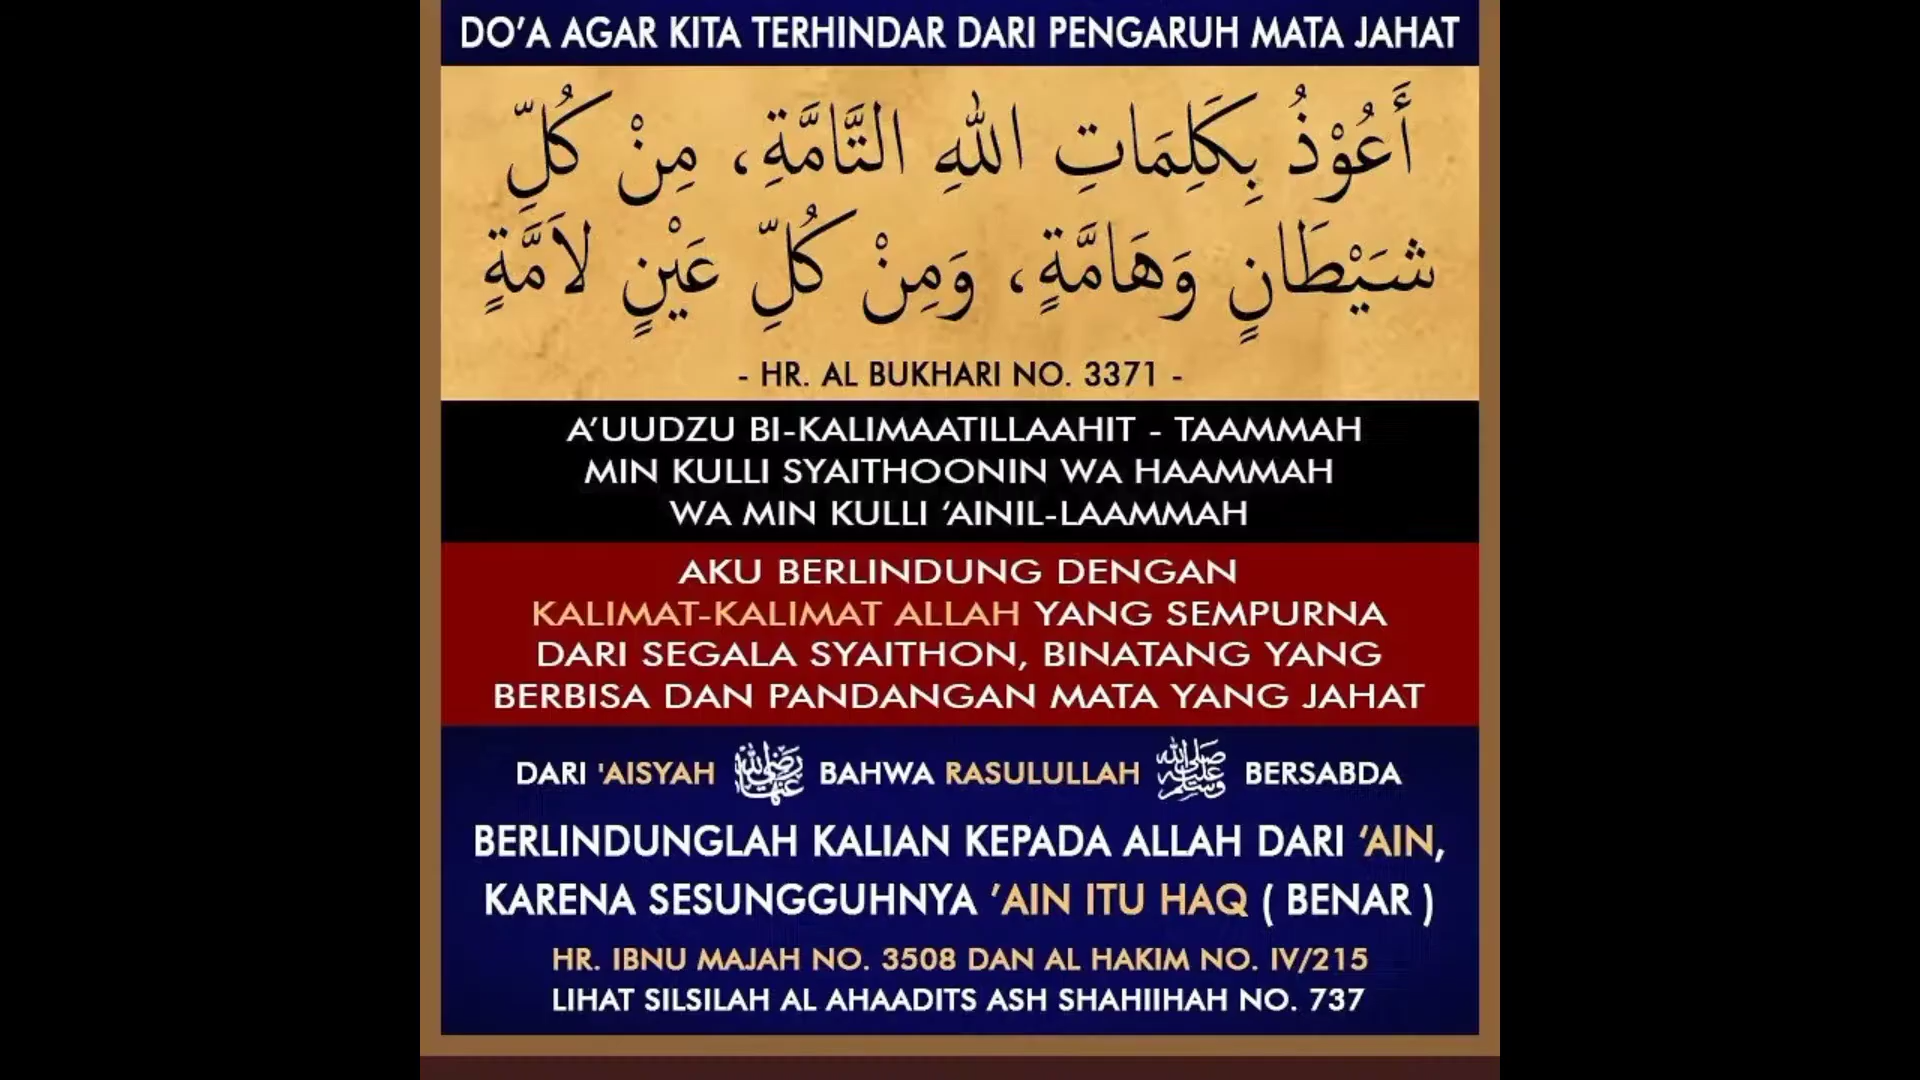 DO'A AGAR KITA TERHINDAR DARI PENGARUH MATA JAHAT
أَعُوْذُ بِكَلِمَاتِ اللهِ التَّامَّةِ، مِنْ كُلِّ
شَيْطَانٍ وَهَامَّةٍ، وَمِنْ كُلِّ عَيْنٍ لاَمَّةٍ
- HR. AL BUKHARI NO. 3371 -
A'UUDZU BI-KALIMAATILLAAHIT - TAAMMAH
MIN KULLI SYAITHOONIN WA HAAMMAH
WA MIN KULLI 'AINIL-LAAMMAH
AKU BERLINDUNG DENGAN
KALIMAT-KALIMAT ALLAH YANG SEMPURNA
DARI SEGALA SYAITHON, BINATANG YANG
BERBISA DAN PANDANGAN MATA YANG JAHAT
DARI 'AISYAH رضي الله عنها BAHWA RASULULLAH صلى الله عليه وسلم BERSABDA
BERLINDUNGLAH KALIAN KEPADA ALLAH DARI 'AIN,
KARENA SESUNGGUHNYA 'AIN ITU HAQ ( BENAR )
HR. IBNU MAJAH NO. 3508 DAN AL HAKIM NO. IV/215
LIHAT SILSILAH AL AHAADITS ASH SHAHIIHAH NO. 737